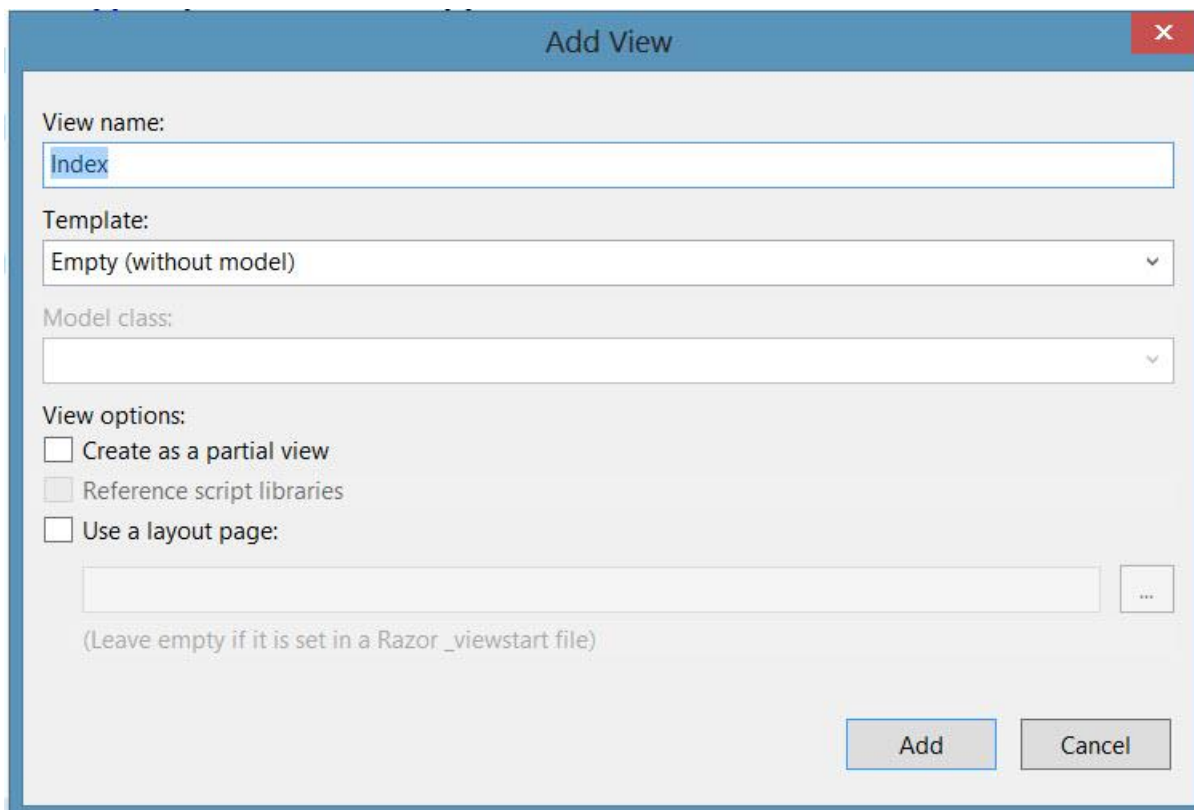 Add View
View name:
Index
Template:
Empty (without model)
Model class:
View options:
Create as a partial view
Reference script libraries
Use a layout page:
...
(Leave empty if it is set in a Razor _viewstart file)
Add
Cancel